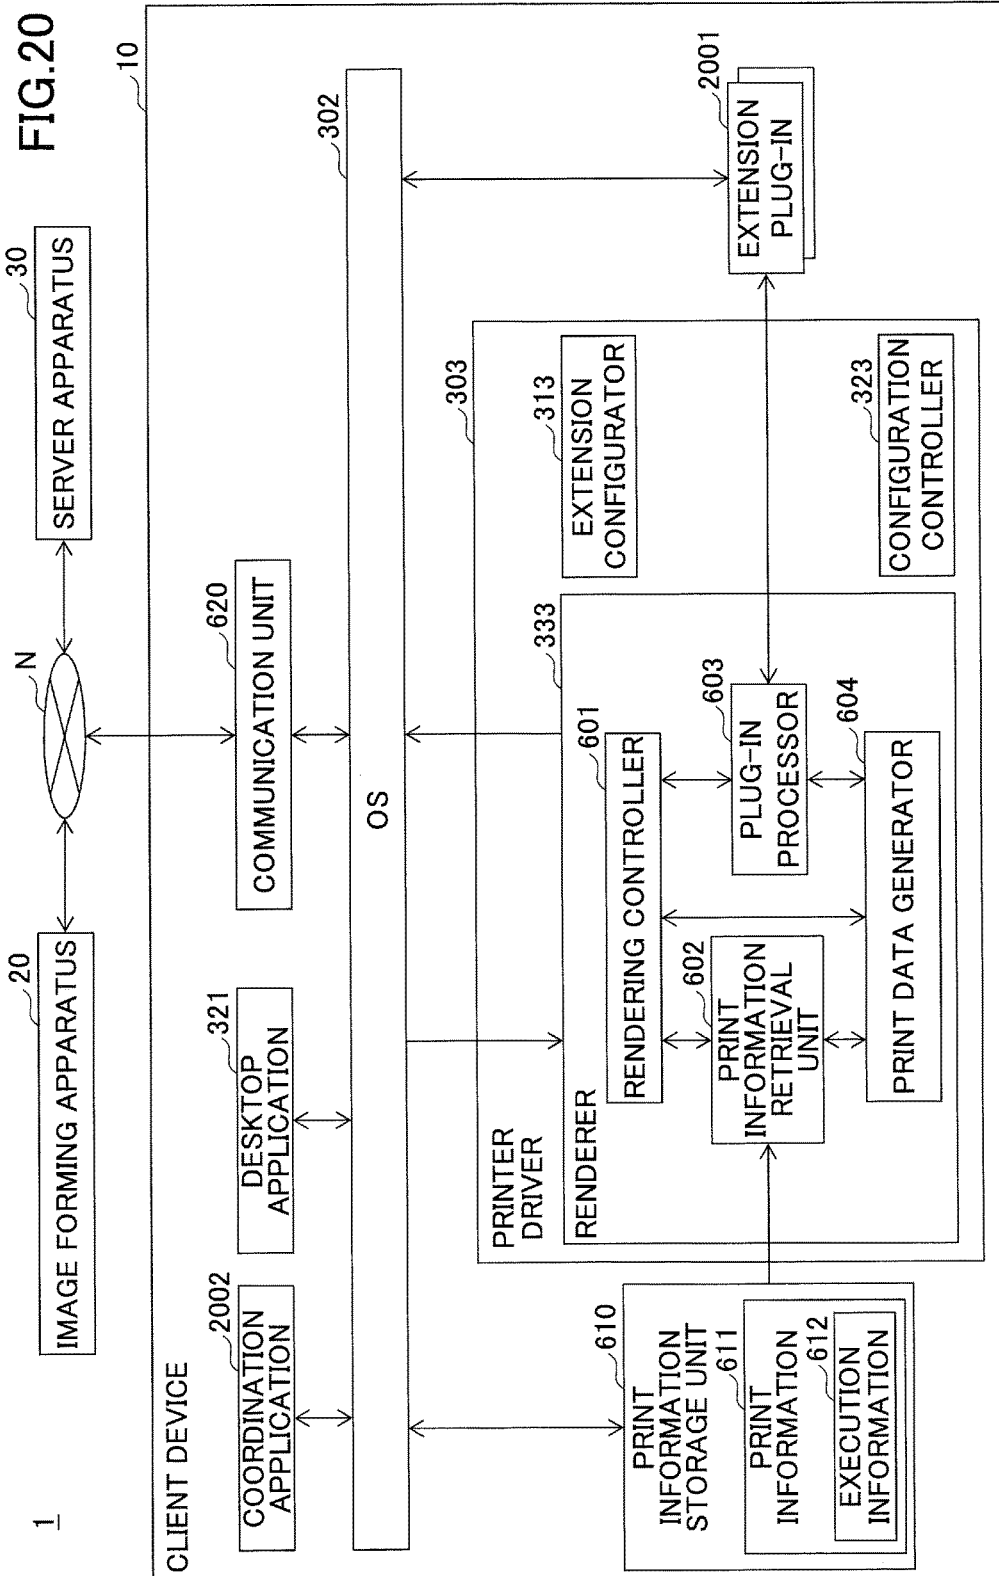 FIG.20
1
20
IMAGE FORMING APPARATUS
N
30
SERVER APPARATUS
10
CLIENT DEVICE
2002
COORDINATION
APPLICATION
321
DESKTOP
APPLICATION
620
COMMUNICATION UNIT
302
OS
610
PRINT
INFORMATION
STORAGE UNIT
611
PRINT
INFORMATION
612
EXECUTION
INFORMATION
303
PRINTER
DRIVER
333
RENDERER
601
RENDERING CONTROLLER
602
PRINT
INFORMATION
RETRIEVAL
UNIT
603
PLUG-IN
PROCESSOR
604
PRINT DATA GENERATOR
313
EXTENSION
CONFIGURATOR
323
CONFIGURATION
CONTROLLER
2001
EXTENSION
PLUG-IN